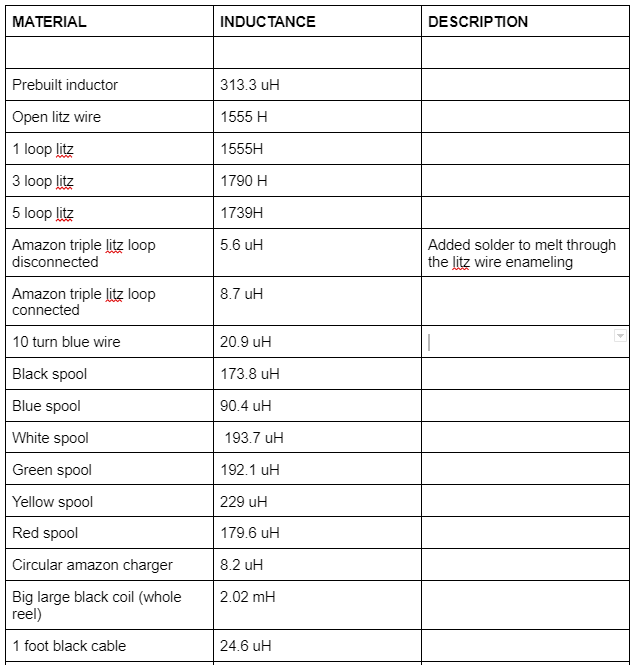 MATERIAL INDUCTANCE DESCRIPTION
Prebuilt inductor 313.3 uH
Open litz wire 1555 H
1 loop litz 1555H
3 loop litz 1790 H
5 loop litz 1739H
Amazon triple litz loop 5.6 uH Added solder to melt through
disconnected the litz wire enameling
Amazon triple litz loop 8.7 uH
connected
10 turn blue wire 20.9 uH
Black spool 173.8 uH
Blue spool 90.4 uH
White spool 193.7 uH
Green spool 192.1 uH
Yellow spool 229 uH
Red spool 179.6 uH
Circular amazon charger 8.2 uH
Big large black coil (whole 2.02 mH
reel)
1 foot black cable 24.6 uH